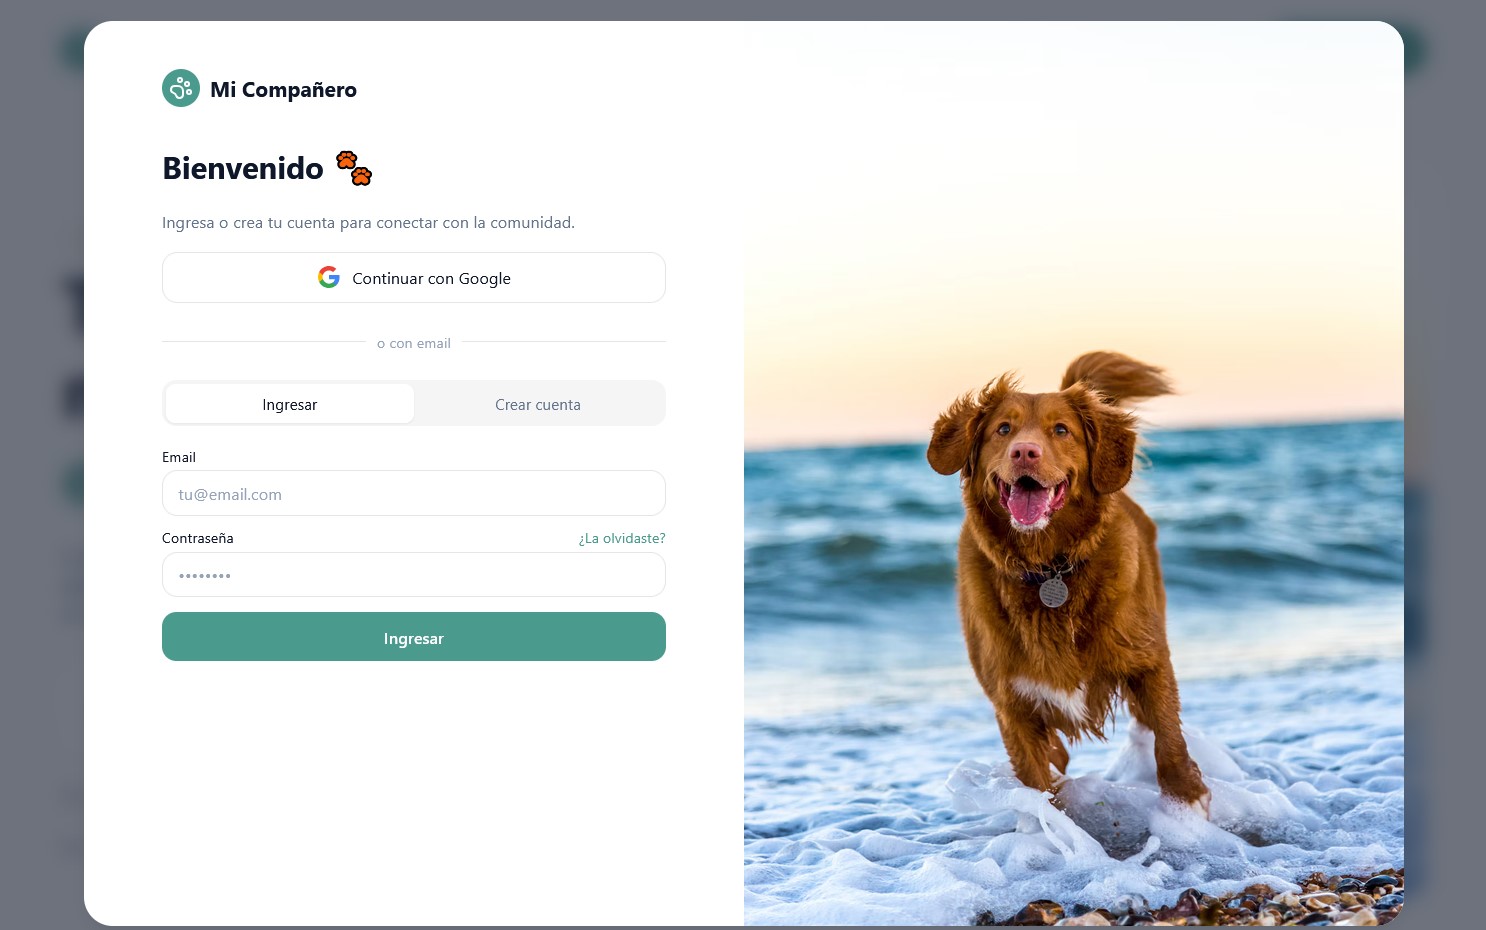 Mi Compañero
Bienvenido
Ingresa o crea tu cuenta para conectar con la comunidad.
Continuar con Google
o con email
Ingresar
Crear cuenta
Email
tu@email.com
Contraseña
¿La olvidaste?
••••••••
Ingresar